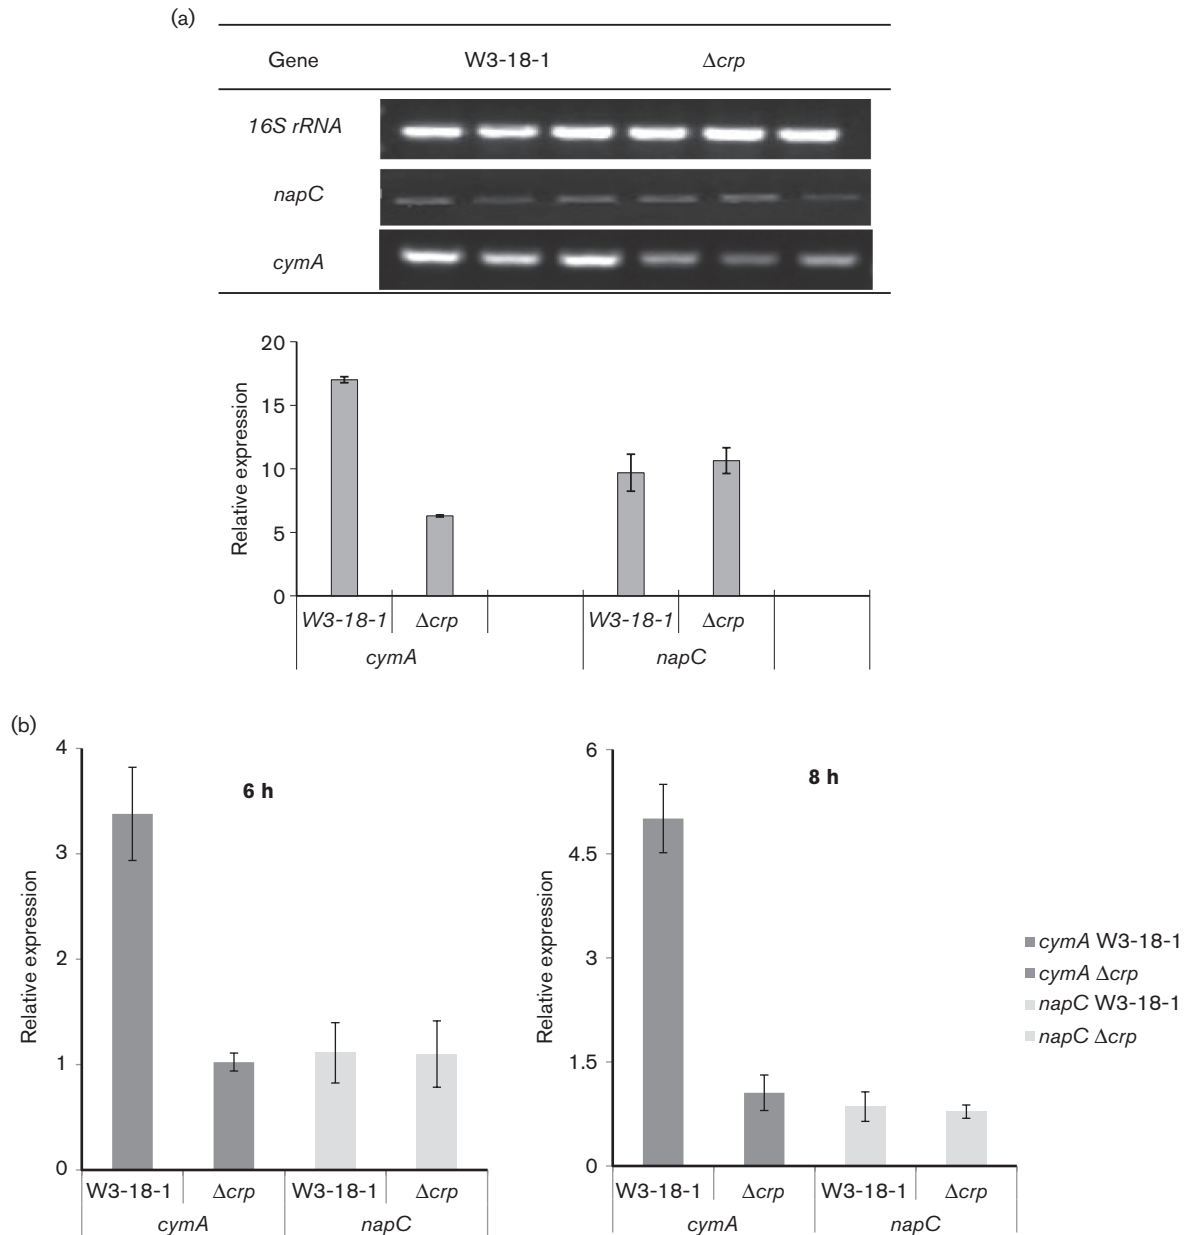 (a)
Gene W3-18-1 Δcrp
16S rRNA
napC
cymA
20
15
10
5
0
Relative expression
W3-18-1 Δcrp W3-18-1 Δcrp
cymA napC
(b)
4
3
2
1
0
Relative expression
6 h
W3-18-1 Δcrp W3-18-1 Δcrp
cymA napC
6
4.5
3
1.5
0
Relative expression
8 h
W3-18-1 Δcrp W3-18-1 Δcrp
cymA napC
cymA W3-18-1
cymA Δcrp
napC W3-18-1
napC Δcrp